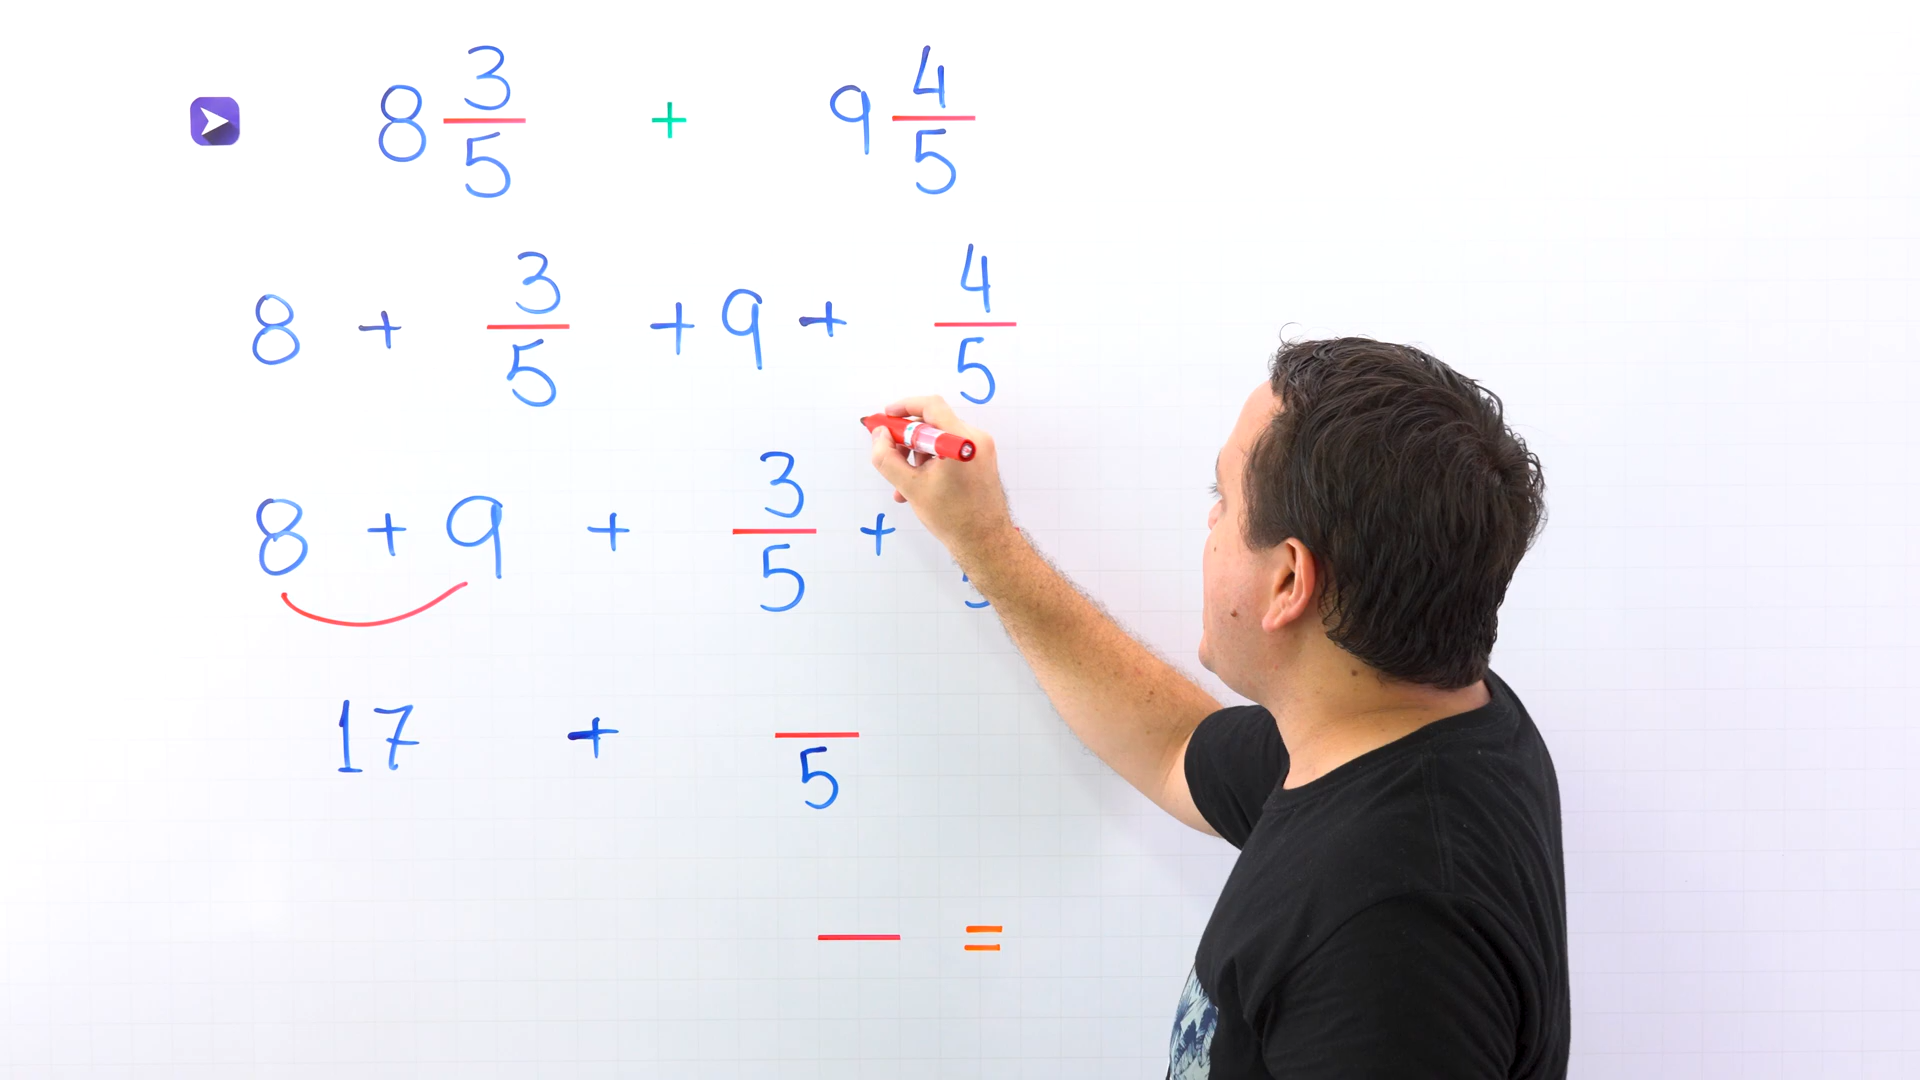 8 3/5 + 9 4/5
8 + 3/5 + 9 + 4/5
8 + 9 + 3/5 +
17 + /5
=